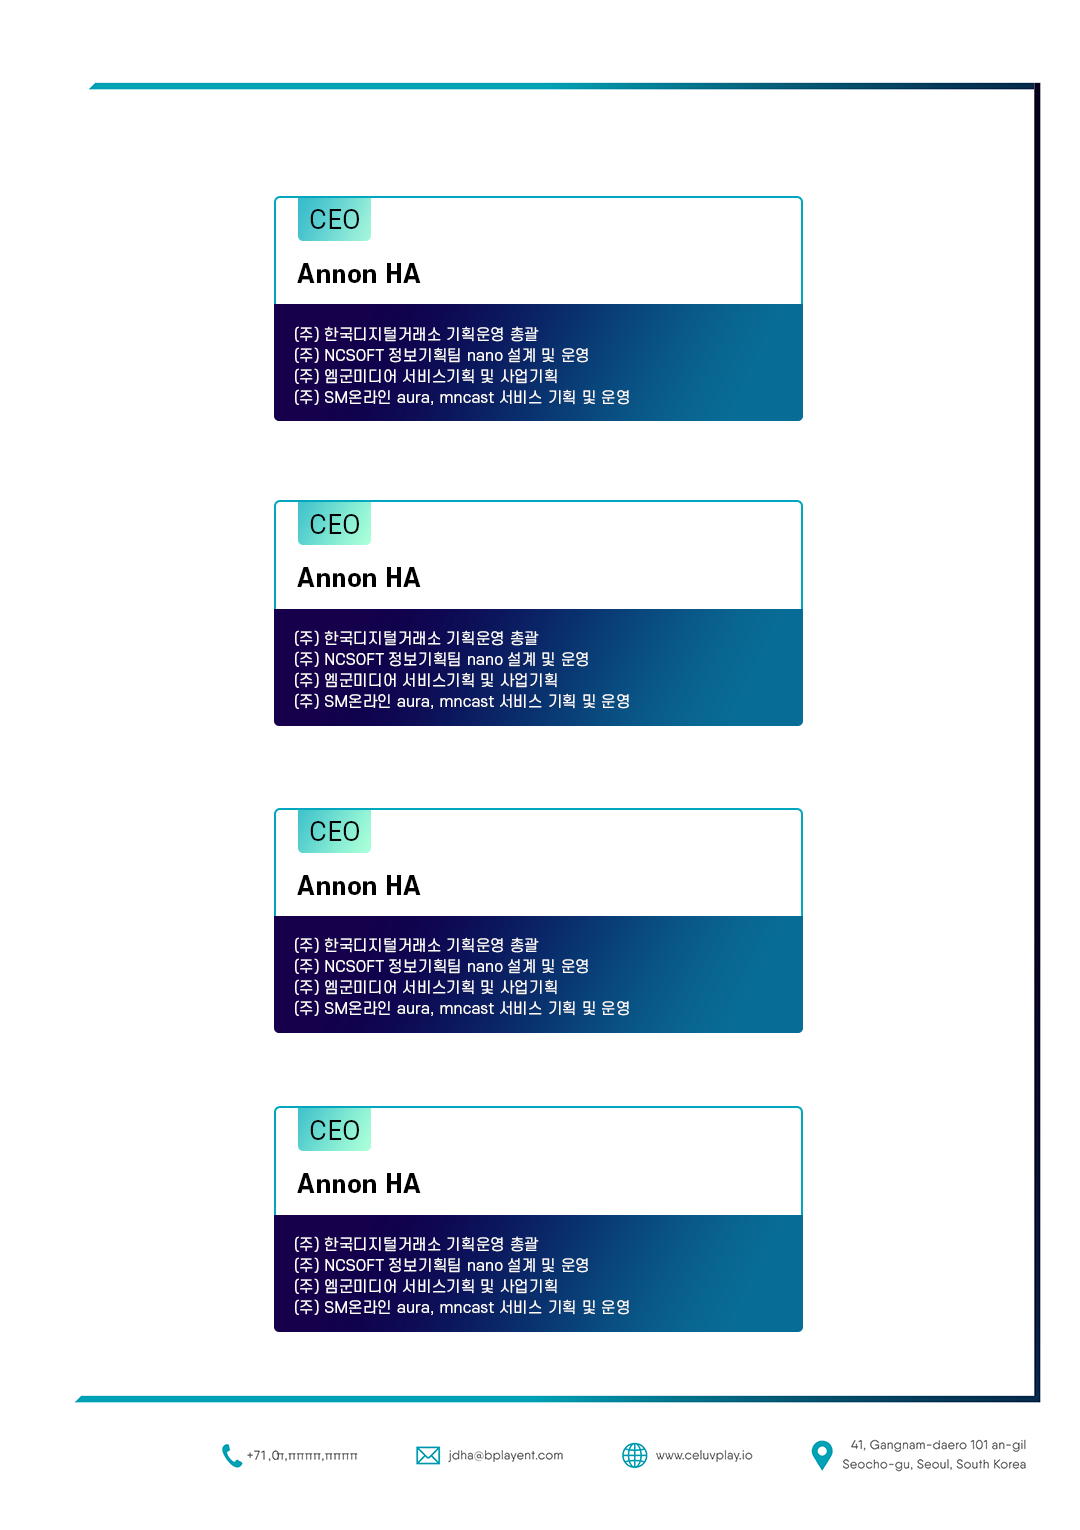 CEO
Annon HA
(주) 한국디지털거래소 기획운영 총괄
(주) NCSOFT 정보기획팀 nano 설계 및 운영
(주) 엠군미디어 서비스기획 및 사업기획
(주) SM온라인 aura, mncast 서비스 기획 및 운영
CEO
Annon HA
(주) 한국디지털거래소 기획운영 총괄
(주) NCSOFT 정보기획팀 nano 설계 및 운영
(주) 엠군미디어 서비스기획 및 사업기획
(주) SM온라인 aura, mncast 서비스 기획 및 운영
CEO
Annon HA
(주) 한국디지털거래소 기획운영 총괄
(주) NCSOFT 정보기획팀 nano 설계 및 운영
(주) 엠군미디어 서비스기획 및 사업기획
(주) SM온라인 aura, mncast 서비스 기획 및 운영
CEO
Annon HA
(주) 한국디지털거래소 기획운영 총괄
(주) NCSOFT 정보기획팀 nano 설계 및 운영
(주) 엠군미디어 서비스기획 및 사업기획
(주) SM온라인 aura, mncast 서비스 기획 및 운영
jdha@bplayent.com
www.celuvplay.io
41, Gangnam-daero 101 an-gil
Seocho-gu, Seoul, South Korea